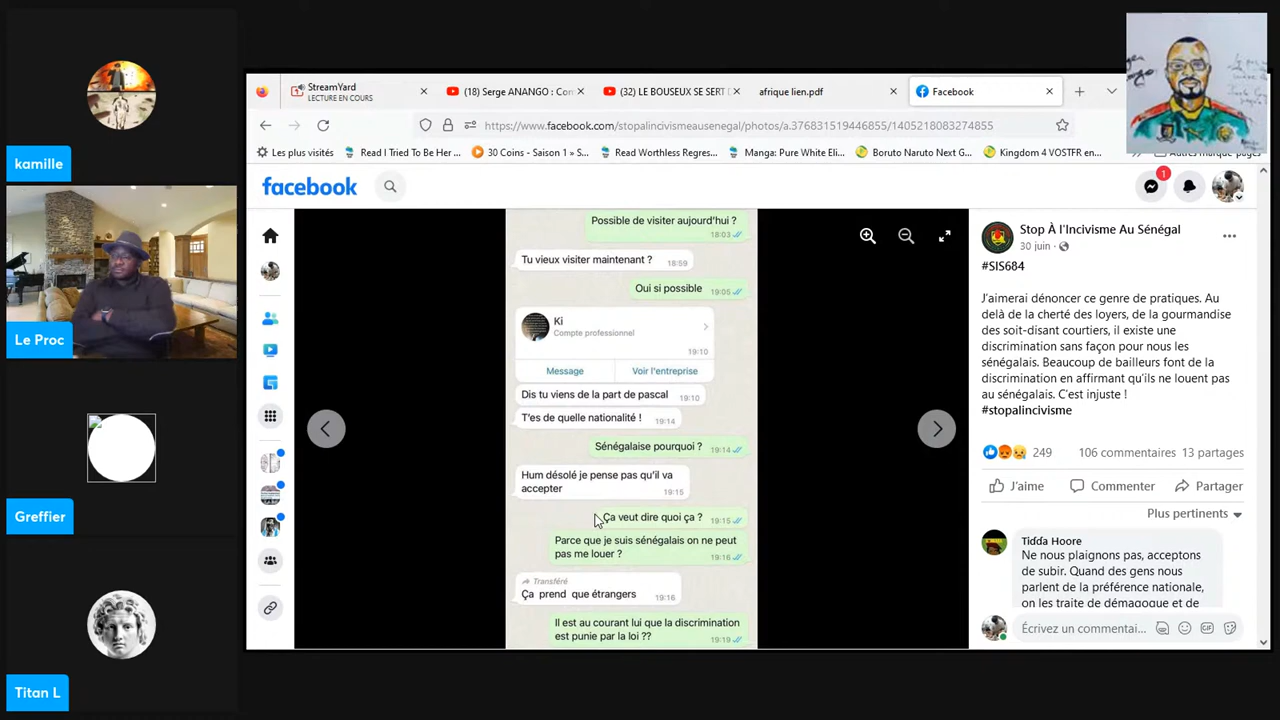 kamille
Le Proc
Greffier
Titan L
StreamYard
LECTURE EN COURS
(18) Serge ANANGO : Con
(32) LE BOUSEUX SE SERT
afrique lien.pdf
Facebook
https://www.facebook.com/stopalincivismeausenegal/photos/a.376831519446855/1405218083274855
Les plus visités
Read I Tried To Be Her ...
30 Coins - Saison 1 » S...
Read Worthless Regres...
Manga: Pure White Eli...
Boruto Naruto Next G...
Kingdom 4 VOSTFR en...
facebook
1
Possible de visiter aujourd'hui ?
18:03
Tu vieux visiter maintenant ?
18:59
Oui si possible
19:05
Ki
Compte professionnel
19:10
Message
Voir l'entreprise
Dis tu viens de la part de pascal
19:10
T'es de quelle nationalité !
19:14
Sénégalaise pourquoi ?
19:14
Hum désolé je pense pas qu'il va
accepter
19:15
Ça veut dire quoi ça ?
19:15
Parce que je suis sénégalais on ne peut
pas me louer ?
19:16
Transféré
Ça prend que étrangers
19:16
Il est au courant lui que la discrimination
est punie par la loi ??
19:19
Stop À l'Incivisme Au Sénégal
30 juin ·
#SIS684
J'aimerai dénoncer ce genre de pratiques. Au
delà de la cherté des loyers, de la gourmandise
des soit-disant courtiers, il existe une
discrimination sans façon pour nous les
sénégalais. Beaucoup de bailleurs font de la
discrimination en affirmant qu'ils ne louent pas
au sénégalais. C'est injuste !
#stopalincivisme
249
106 commentaires
13 partages
J'aime
Commenter
Partager
Plus pertinents
Tidda Hoore
Ne nous plaignons pas, acceptons
de subir. Quand des gens nous
parlent de la préférence nationale,
on les traite de démagogue et de
Écrivez un commentai...